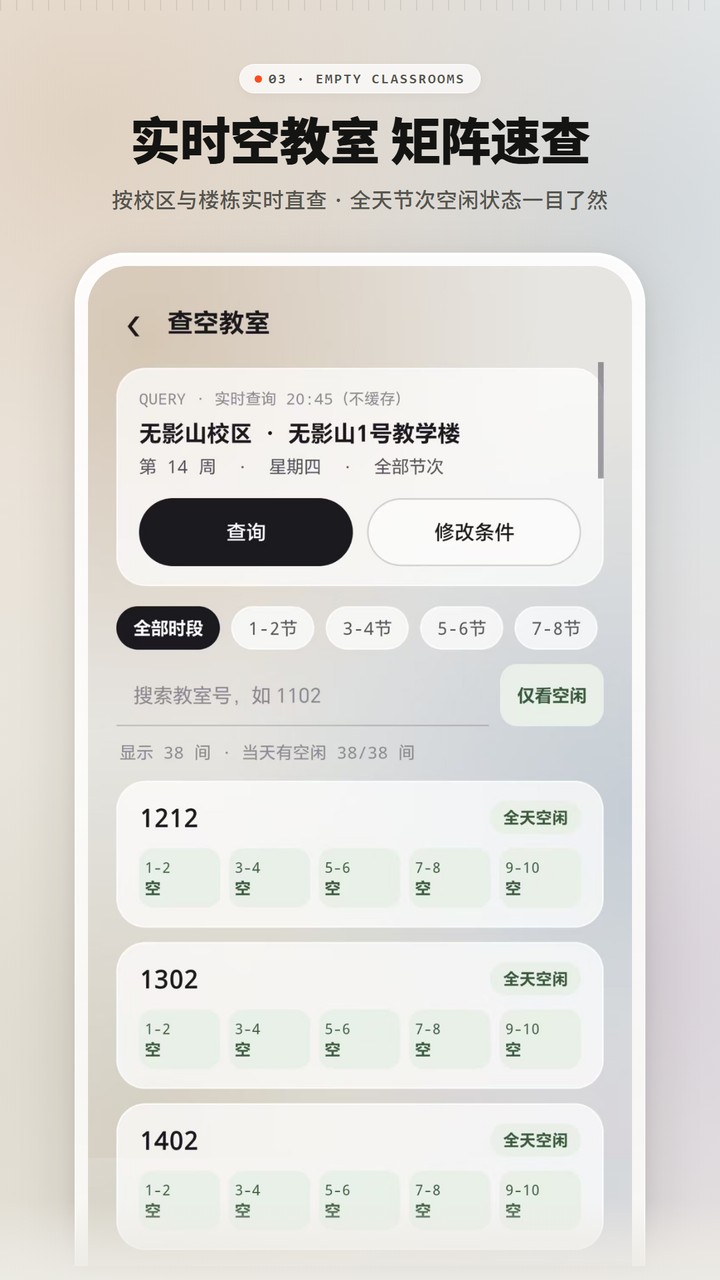 03 · EMPTY CLASSROOMS
实时空教室 矩阵速查
按校区与楼栋实时直查 · 全天节次空闲状态一目了然
‹ 查空教室
QUERY · 实时查询 20:45（不缓存）
无影山校区 · 无影山1号教学楼
第 14 周 · 星期四 · 全部节次
查询 修改条件
全部时段 1-2节 3-4节 5-6节 7-8节
搜索教室号，如 1102 仅看空闲
显示 38 间 · 当天有空闲 38/38 间
1212 全天空闲
1-2 3-4 5-6 7-8 9-10
空 空 空 空 空
1302 全天空闲
1-2 3-4 5-6 7-8 9-10
空 空 空 空 空
1402 全天空闲
1-2 3-4 5-6 7-8 9-10
空 空 空 空 空